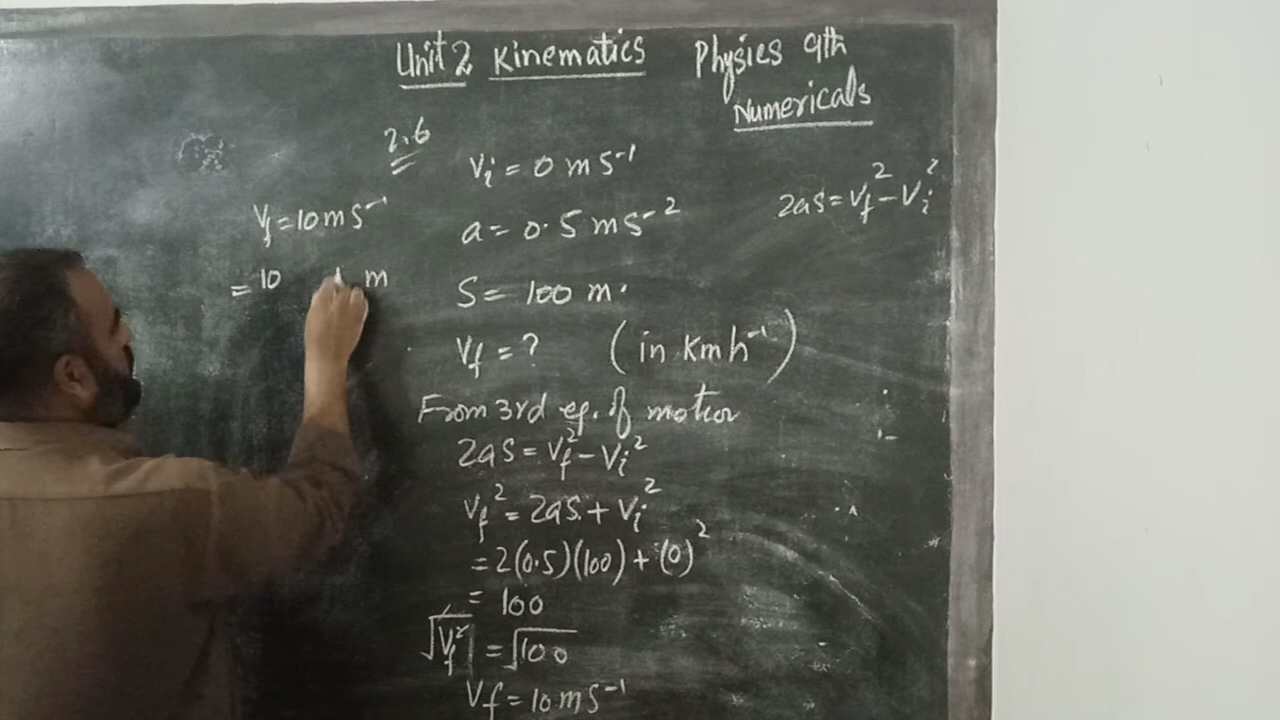 Unit 2 Kinematics Physics 9th
Numericals
2.6
Vi = 0 m s⁻¹
a = 0.5 m s⁻²
S = 100 m.
Vf = ? (in Km h⁻¹)
From 3rd eq. of motion
2as = Vf² - Vi²
Vf² = 2as + Vi²
= 2(0.5)(100) + (0)²
= 100
√Vf² = √100
Vf = 10 m s⁻¹
Vf = 10 m s⁻¹
= 10 m
2as = Vf² - Vi²